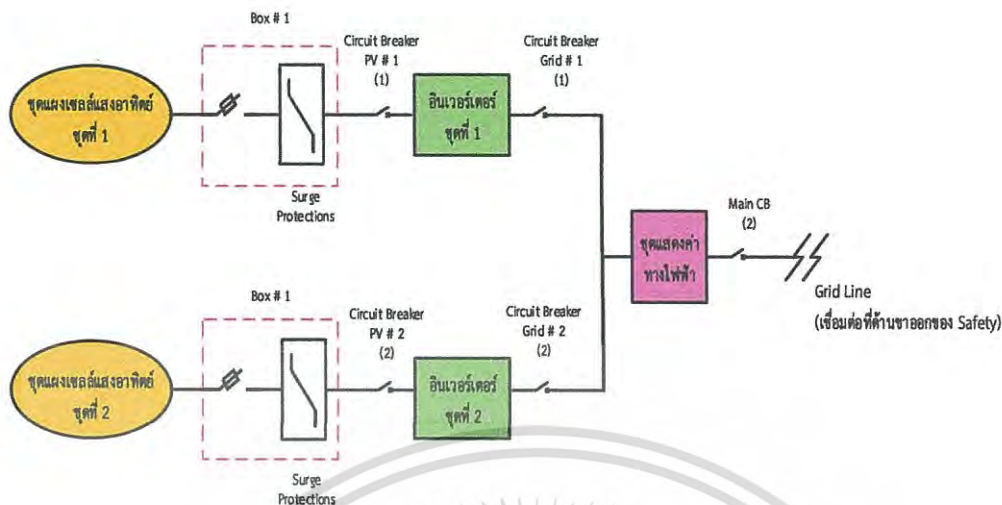 Box # 1
Circuit Breaker
PV # 1
(1)
Circuit Breaker
Grid # 1
(1)
ชุดแผงเซลล์แสงอาทิตย์
ชุดที่ 1
อินเวอร์เตอร์
ชุดที่ 1
Surge
Protections
ชุดแสดงค่า
ทางไฟฟ้า
Main CB
(2)
Grid Line
(เชื่อมต่อที่ด้านขาออกของ Safety)
Box # 1
Circuit Breaker
PV # 2
(2)
Circuit Breaker
Grid # 2
(2)
ชุดแผงเซลล์แสงอาทิตย์
ชุดที่ 2
อินเวอร์เตอร์
ชุดที่ 2
Surge
Protections